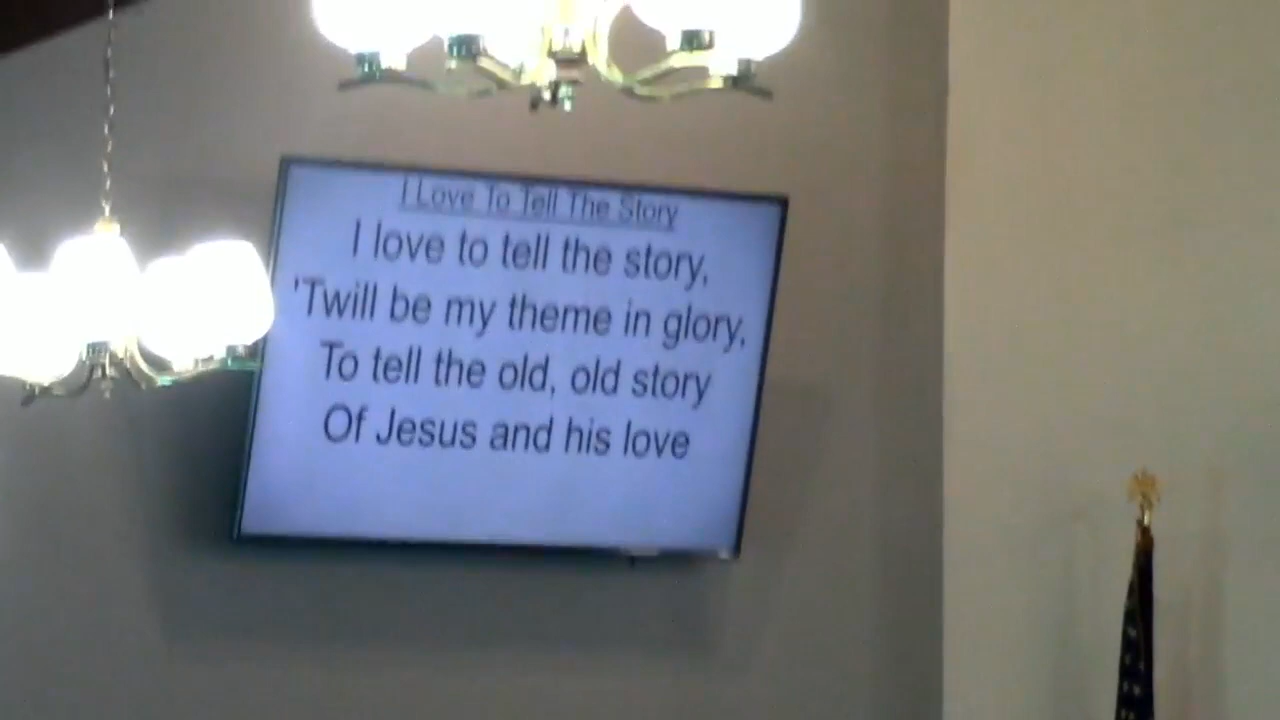 I Love To Tell The Story
I love to tell the story,
'Twill be my theme in glory,
To tell the old, old story
Of Jesus and his love